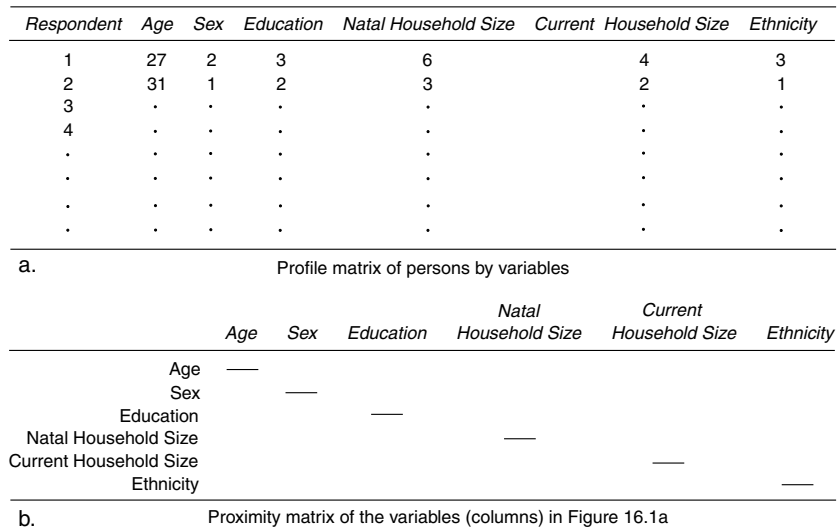 Respondent Age Sex Education Natal Household Size Current Household Size Ethnicity
1 27 2 3 6 4 3
2 31 1 2 3 2 1
3 . . . . . .
4 . . . . . .
. . . . . . .
. . . . . . .
. . . . . . .
. . . . . . .
a. Profile matrix of persons by variables
Natal Current
Age Sex Education Household Size Household Size Ethnicity
Age
Sex
Education
Natal Household Size
Current Household Size
Ethnicity
b. Proximity matrix of the variables (columns) in Figure 16.1a